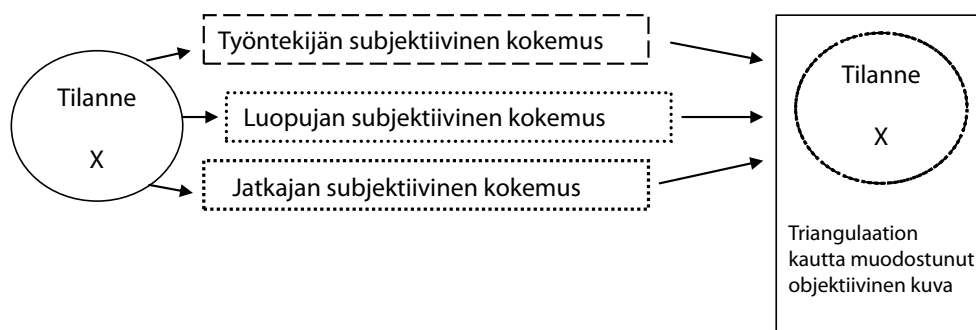 Tilanne
X
Työntekijän subjektiivinen kokemus
Luopujan subjektiivinen kokemus
Jatkajan subjektiivinen kokemus
Tilanne
X
Triangulaation
kautta muodostunut
objektiivinen kuva